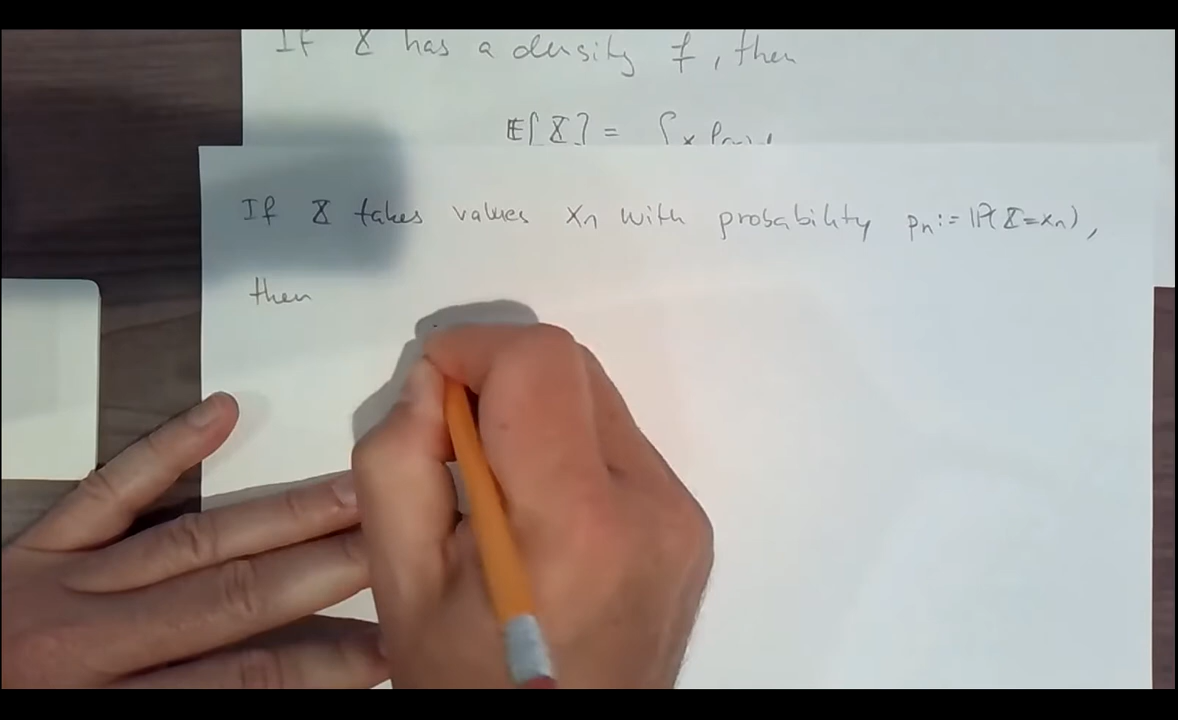 If X has a density f, then
𝔼[X] = ∫x
If X takes values xn with probability pn := ℙ(X=xn),
then